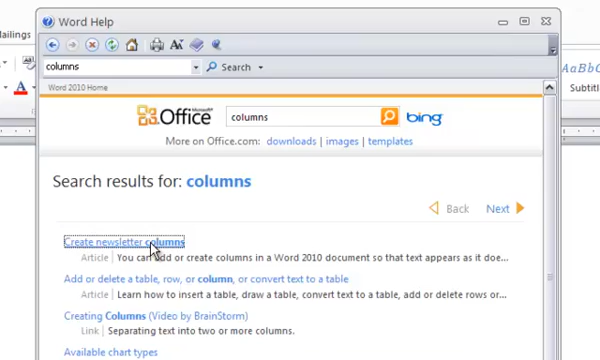 Word Help
ailings
columns
Search
AaBb
Subtitl
Word 2010 Home
Microsoft
Office
columns
bing
More on Office.com: downloads | images | templates
Search results for: columns
Back
Next
Create newsletter columns
Article | You can add or create columns in a Word 2010 document so that text appears as it doe...
Add or delete a table, row, or column, or convert text to a table
Article | Learn how to insert a table, draw a table, convert text to a table, add or delete rows or...
Creating Columns (Video by BrainStorm)
Link | Separating text into two or more columns.
Available chart types